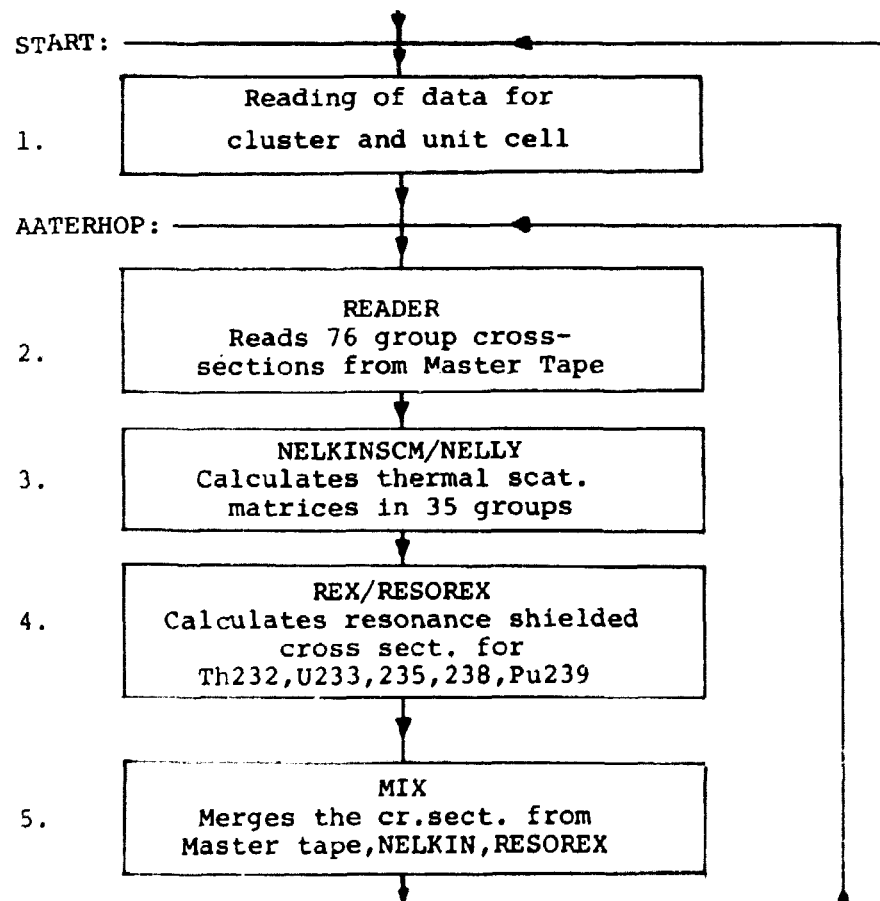 START:
1.
Reading of data for
cluster and unit cell
AATERHOP:
2.
READER
Reads 76 group cross-
sections from Master Tape
3.
NELKINSCM/NELLY
Calculates thermal scat.
matrices in 35 groups
4.
REX/RESOREX
Calculates resonance shielded
cross sect. for
Th232,U233,235,238,Pu239
5.
MIX
Merges the cr.sect. from
Master tape,NELKIN,RESOREX